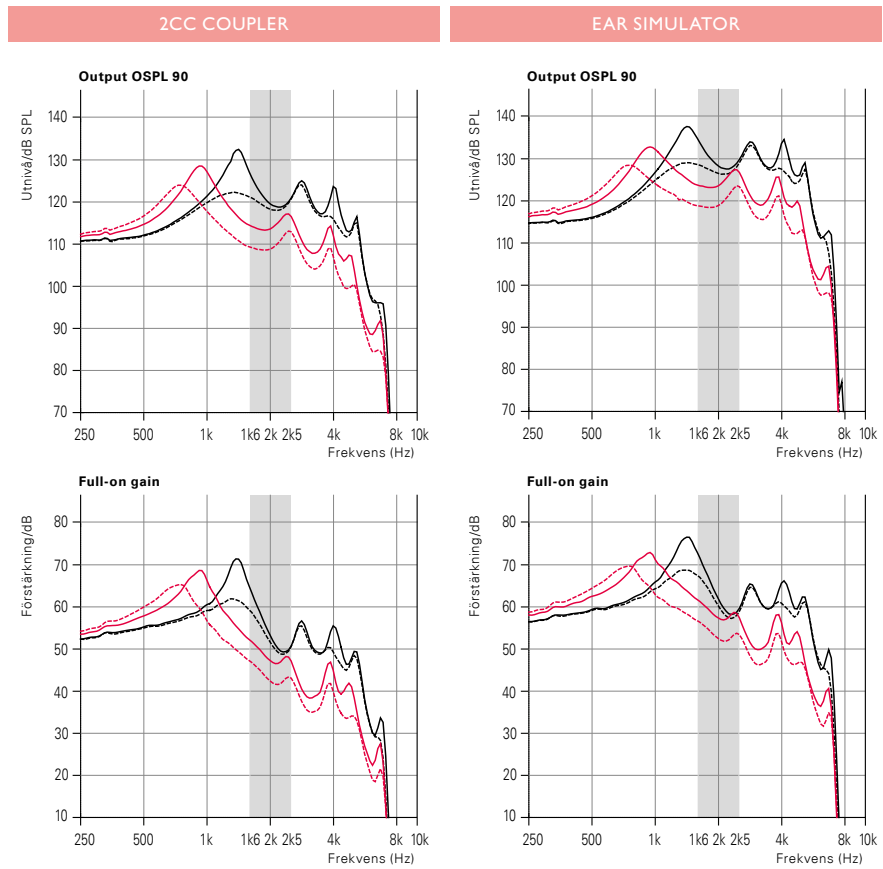 2CC COUPLER
EAR SIMULATOR
Output OSPL 90
Utnivå/dB SPL
140
130
120
110
100
90
80
70
250 500 1k 1k6 2k 2k5 4k 8k 10k
Frekvens (Hz)
Output OSPL 90
Utnivå/dB SPL
140
130
120
110
100
90
80
70
250 500 1k 1k6 2k 2k5 4k 8k 10k
Frekvens (Hz)
Full-on gain
Förstärkning/dB
80
70
60
50
40
30
20
10
250 500 1k 1k6 2k 2k5 4k 8k 10k
Frekvens (Hz)
Full-on gain
Förstärkning/dB
80
70
60
50
40
30
20
10
250 500 1k 1k6 2k 2k5 4k 8k 10k
Frekvens (Hz)